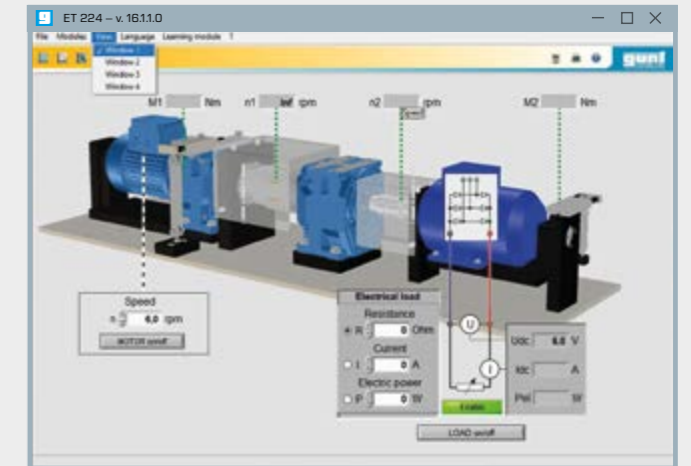 ET 224 – v. 16.1.1.0
File Modules View Language Learning module ?
✓ Window 1
Window 2
Window 3
Window 4
gunt
M1 Nm n1 Inf rpm n2 rpm M2 Nm
Speed
n 6,0 rpm
MOTOR on/off
Electrical load
Resistance
R 0 Ohm
Current
I 0 A
Electric power
P 0 W
U
I
Udc 6.0 V
Idc A
Pel W
LOAD on/off